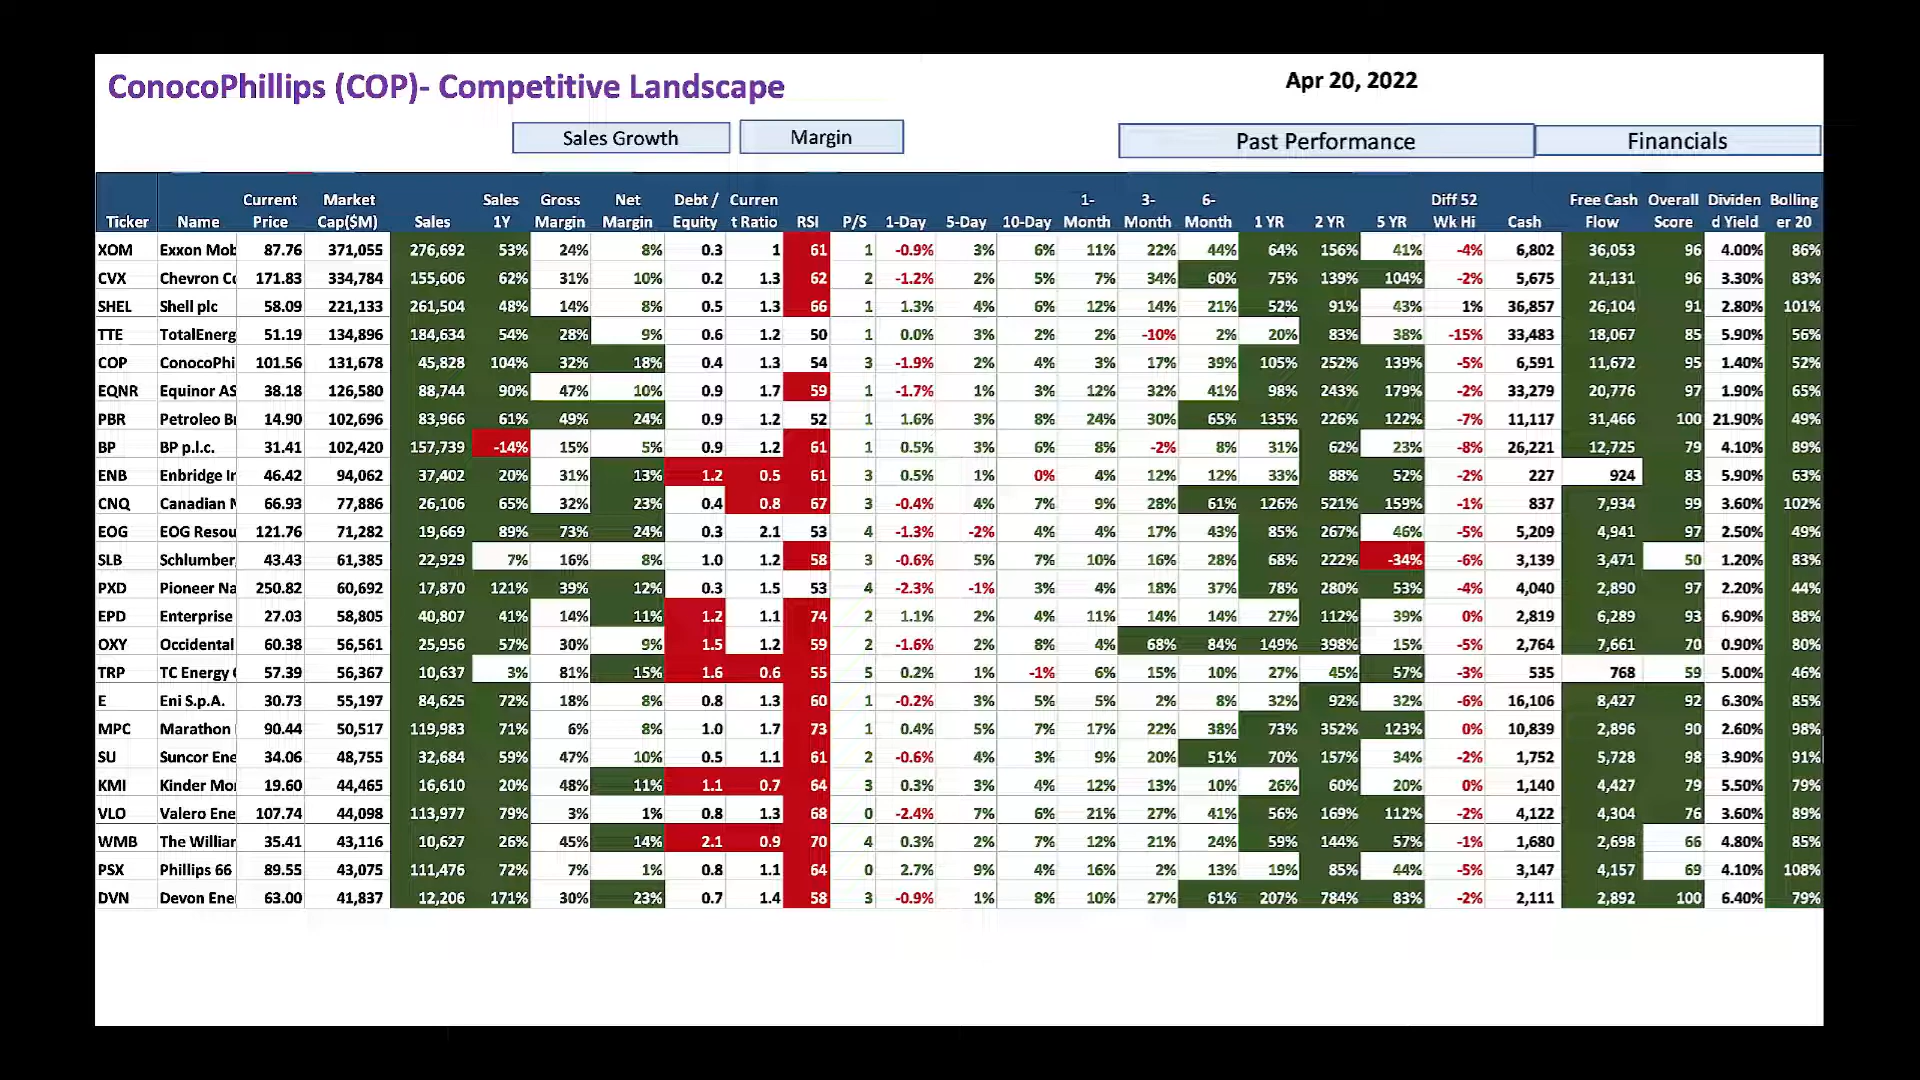 ConocoPhillips (COP)- Competitive Landscape
Apr 20, 2022
Sales Growth Margin Past Performance Financials
Ticker Name Current Price Market Cap($M) Sales Sales 1Y Gross Margin Net Margin Debt / Equity Curren t Ratio RSI P/S 1-Day 5-Day 10-Day 1- Month 3- Month 6- Month 1 YR 2 YR 5 YR Diff 52 Wk Hi Cash Free Cash Flow Overall Score Dividen d Yield Bolling er 20
XOM Exxon Mob 87.76 371,055 276,692 53% 24% 8% 0.3 1 61 1 -0.9% 3% 6% 11% 22% 44% 64% 156% 41% -4% 6,802 36,053 96 4.00% 86%
CVX Chevron Co 171.83 334,784 155,606 62% 31% 10% 0.2 1.3 62 2 -1.2% 2% 5% 7% 34% 60% 75% 139% 104% -2% 5,675 21,131 96 3.30% 83%
SHEL Shell plc 58.09 221,133 261,504 48% 14% 8% 0.5 1.3 66 1 1.3% 4% 6% 12% 14% 21% 52% 91% 43% 1% 36,857 26,104 91 2.80% 101%
TTE TotalEnerg 51.19 134,896 184,634 54% 28% 9% 0.6 1.2 50 1 0.0% 3% 2% 2% -10% 2% 20% 83% 38% -15% 33,483 18,067 85 5.90% 56%
COP ConocoPhi 101.56 131,678 45,828 104% 32% 18% 0.4 1.3 54 3 -1.9% 2% 4% 3% 17% 39% 105% 252% 139% -5% 6,591 11,672 95 1.40% 52%
EQNR Equinor AS 38.18 126,580 88,744 90% 47% 10% 0.9 1.7 59 1 -1.7% 1% 3% 12% 32% 41% 98% 243% 179% -2% 33,279 20,776 97 1.90% 65%
PBR Petroleo Br 14.90 102,696 83,966 61% 49% 24% 0.9 1.2 52 1 1.6% 3% 8% 24% 30% 65% 135% 226% 122% -7% 11,117 31,466 100 21.90% 49%
BP BP p.l.c. 31.41 102,420 157,739 -14% 15% 5% 0.9 1.2 61 1 0.5% 3% 6% 8% -2% 8% 31% 62% 23% -8% 26,221 12,725 79 4.10% 89%
ENB Enbridge In 46.42 94,062 37,402 20% 31% 13% 1.2 0.5 61 3 0.5% 1% 0% 4% 12% 12% 33% 88% 52% -2% 227 924 83 5.90% 63%
CNQ Canadian N 66.93 77,886 26,106 65% 32% 23% 0.4 0.8 67 3 -0.4% 4% 7% 9% 28% 61% 126% 521% 159% -1% 837 7,934 99 3.60% 102%
EOG EOG Resou 121.76 71,282 19,669 89% 73% 24% 0.3 2.1 53 4 -1.3% -2% 4% 4% 17% 43% 85% 267% 46% -5% 5,209 4,941 97 2.50% 49%
SLB Schlumber 43.43 61,385 22,929 7% 16% 8% 1.0 1.2 58 3 -0.6% 5% 7% 10% 16% 28% 68% 222% -34% -6% 3,139 3,471 50 1.20% 83%
PXD Pioneer Na 250.82 60,692 17,870 121% 39% 12% 0.3 1.5 53 4 -2.3% -1% 3% 4% 18% 37% 78% 280% 53% -4% 4,040 2,890 97 2.20% 44%
EPD Enterprise 27.03 58,805 40,807 41% 14% 11% 1.2 1.1 74 2 1.1% 2% 4% 11% 14% 14% 27% 112% 39% 0% 2,819 6,289 93 6.90% 88%
OXY Occidental 60.38 56,561 25,956 57% 30% 9% 1.5 1.2 59 2 -1.6% 2% 8% 4% 68% 84% 149% 398% 15% -5% 2,764 7,661 70 0.90% 80%
TRP TC Energy C 57.39 56,367 10,637 3% 81% 15% 1.6 0.6 55 5 0.2% 1% -1% 6% 15% 10% 27% 45% 57% -3% 535 768 59 5.00% 46%
E Eni S.p.A. 30.73 55,197 84,625 72% 18% 8% 0.8 1.3 60 1 -0.2% 3% 5% 5% 2% 8% 32% 92% 32% -6% 16,106 8,427 92 6.30% 85%
MPC Marathon 90.44 50,517 119,983 71% 6% 8% 1.0 1.7 73 1 0.4% 5% 7% 17% 22% 38% 73% 352% 123% 0% 10,839 2,896 90 2.60% 98%
SU Suncor Ene 34.06 48,755 32,684 59% 47% 10% 0.5 1.1 61 2 -0.6% 4% 3% 9% 20% 51% 70% 157% 34% -2% 1,752 5,728 98 3.90% 91%
KMI Kinder Mor 19.60 44,465 16,610 20% 48% 11% 1.1 0.7 64 3 0.3% 3% 4% 12% 13% 10% 26% 60% 20% 0% 1,140 4,427 79 5.50% 79%
VLO Valero Ene 107.74 44,098 113,977 79% 3% 1% 0.8 1.3 68 0 -2.4% 7% 6% 21% 27% 41% 56% 169% 112% -2% 4,122 4,304 76 3.60% 89%
WMB The Williar 35.41 43,116 10,627 26% 45% 14% 2.1 0.9 70 4 0.3% 2% 7% 12% 21% 24% 59% 144% 57% -1% 1,680 2,698 66 4.80% 85%
PSX Phillips 66 89.55 43,075 111,476 72% 7% 1% 0.8 1.1 64 0 2.7% 9% 4% 16% 2% 13% 19% 85% 44% -5% 3,147 4,157 69 4.10% 108%
DVN Devon Ene 63.00 41,837 12,206 171% 30% 23% 0.7 1.4 58 3 -0.9% 1% 8% 10% 27% 61% 207% 784% 83% -2% 2,111 2,892 100 6.40% 79%